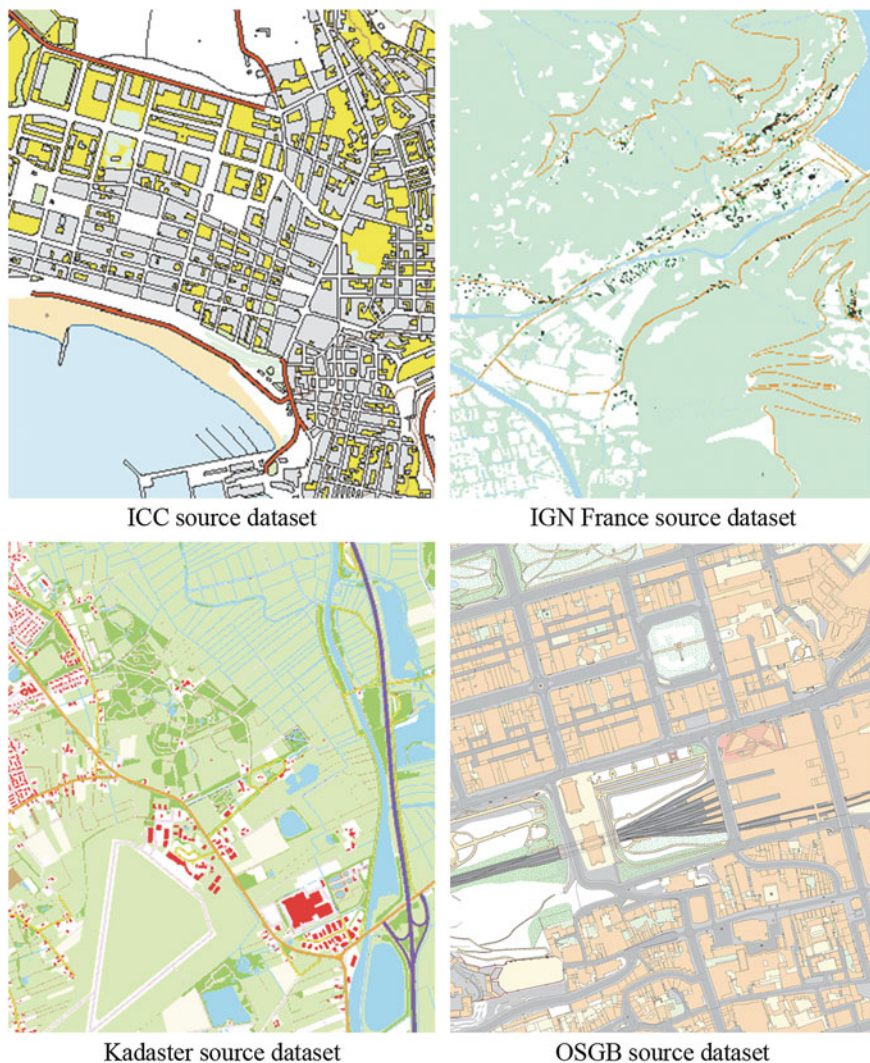 ICC source dataset
IGN France source dataset
Kadaster source dataset
OSGB source dataset